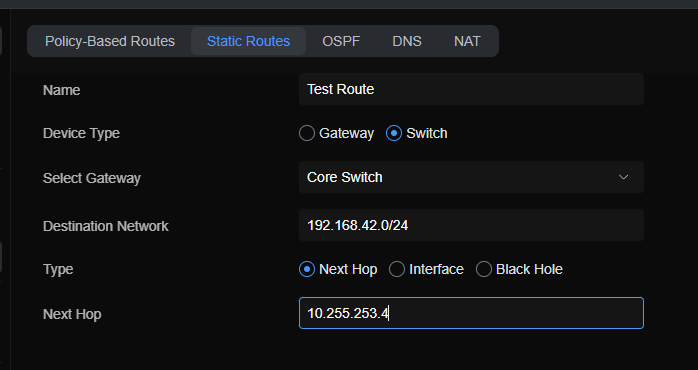 Policy-Based Routes Static Routes OSPF DNS NAT
Name Test Route
Device Type Gateway Switch
Select Gateway Core Switch
Destination Network 192.168.42.0/24
Type Next Hop Interface Black Hole
Next Hop 10.255.253.4